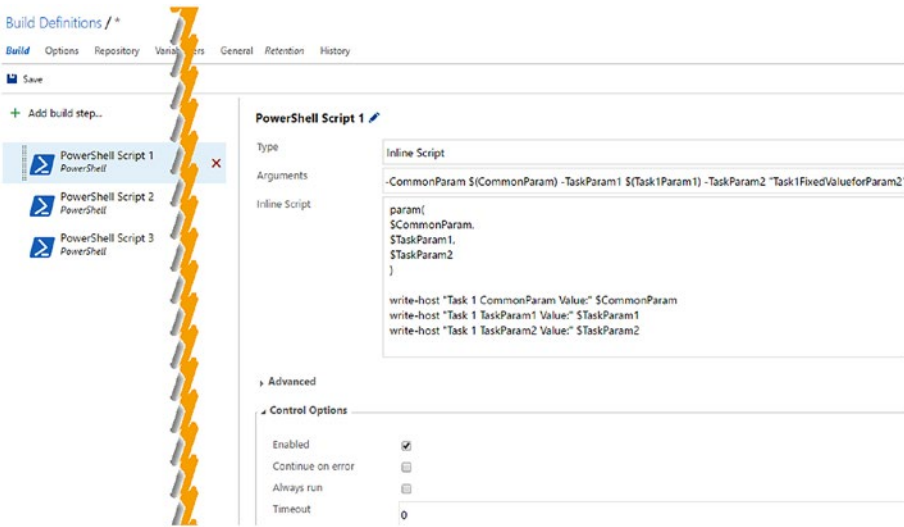 Build Definitions / *
Build Options Repository Varia ers General Retention History
Save
+ Add build step...
PowerShell Script 1
PowerShell
PowerShell Script 2
PowerShell
PowerShell Script 3
PowerShell
PowerShell Script 1
Type
Inline Script
Arguments
-CommonParam $(CommonParam) -TaskParam1 $(Task1Param1) -TaskParam2 "Task1FixedValueforParam2"
Inline Script
param(
$CommonParam,
$TaskParam1,
$TaskParam2
)
write-host "Task 1 CommonParam Value:" $CommonParam
write-host "Task 1 TaskParam1 Value:" $TaskParam1
write-host "Task 1 TaskParam2 Value:" $TaskParam2
Advanced
Control Options
Enabled
Continue on error
Always run
Timeout
0